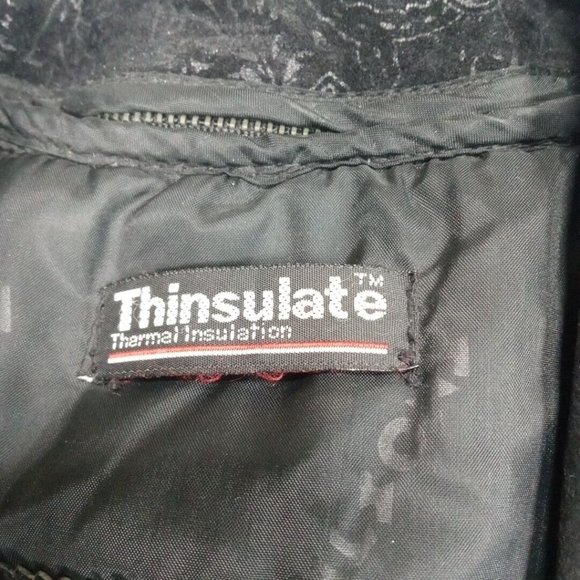 Thinsulate™
Thermal Insulation